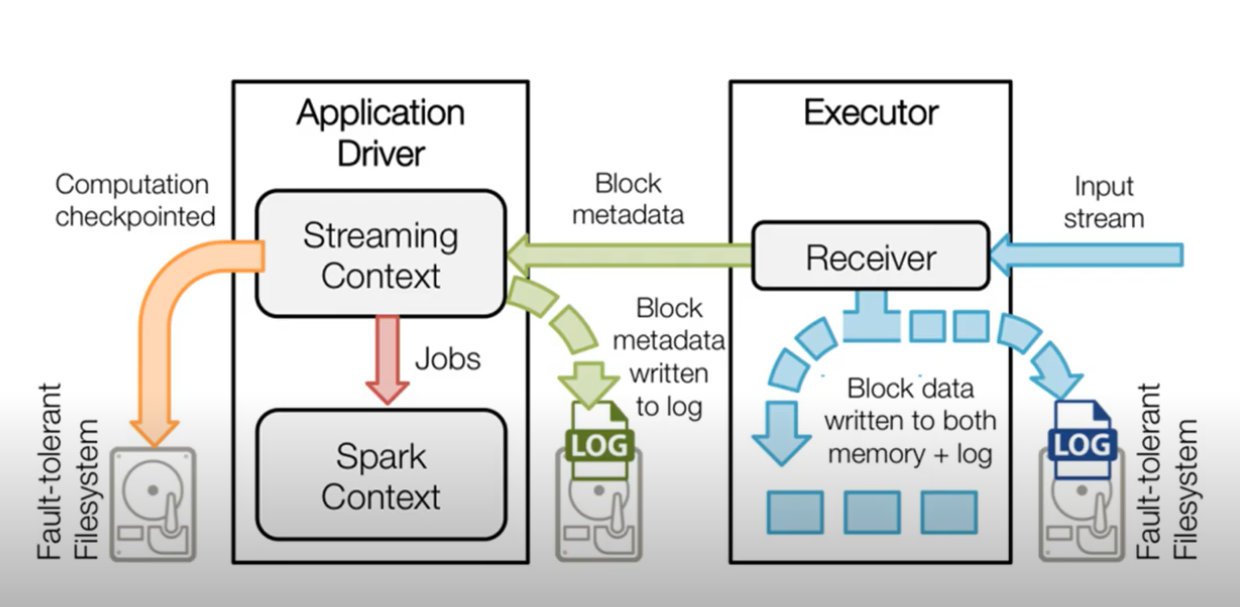 Application
Driver
Executor
Computation
checkpointed
Block
metadata
Input
stream
Streaming
Context
Receiver
Block
metadata
written
to log
Jobs
Block data
written to both
memory + log
LOG
LOG
Spark
Context
Fault-tolerant
Filesystem
Fault-tolerant
Filesystem